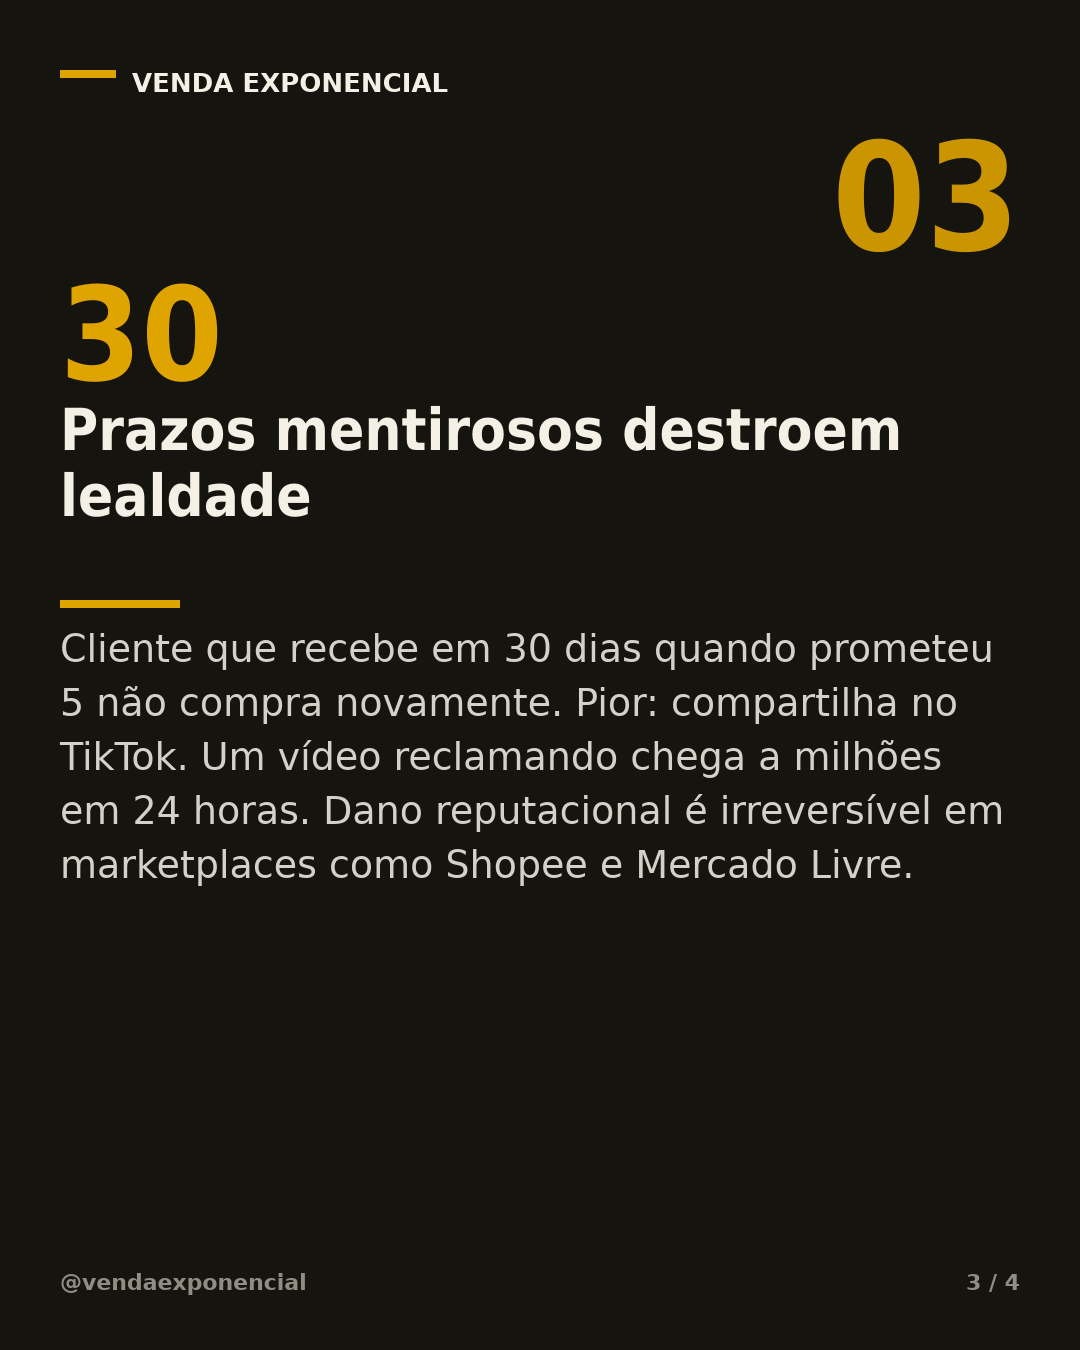 VENDA EXPONENCIAL
03
30
Prazos mentirosos destroem
lealdade
Cliente que recebe em 30 dias quando prometeu
5 não compra novamente. Pior: compartilha no
TikTok. Um vídeo reclamando chega a milhões
em 24 horas. Dano reputacional é irreversível em
marketplaces como Shopee e Mercado Livre.
@vendaexponencial
3 / 4